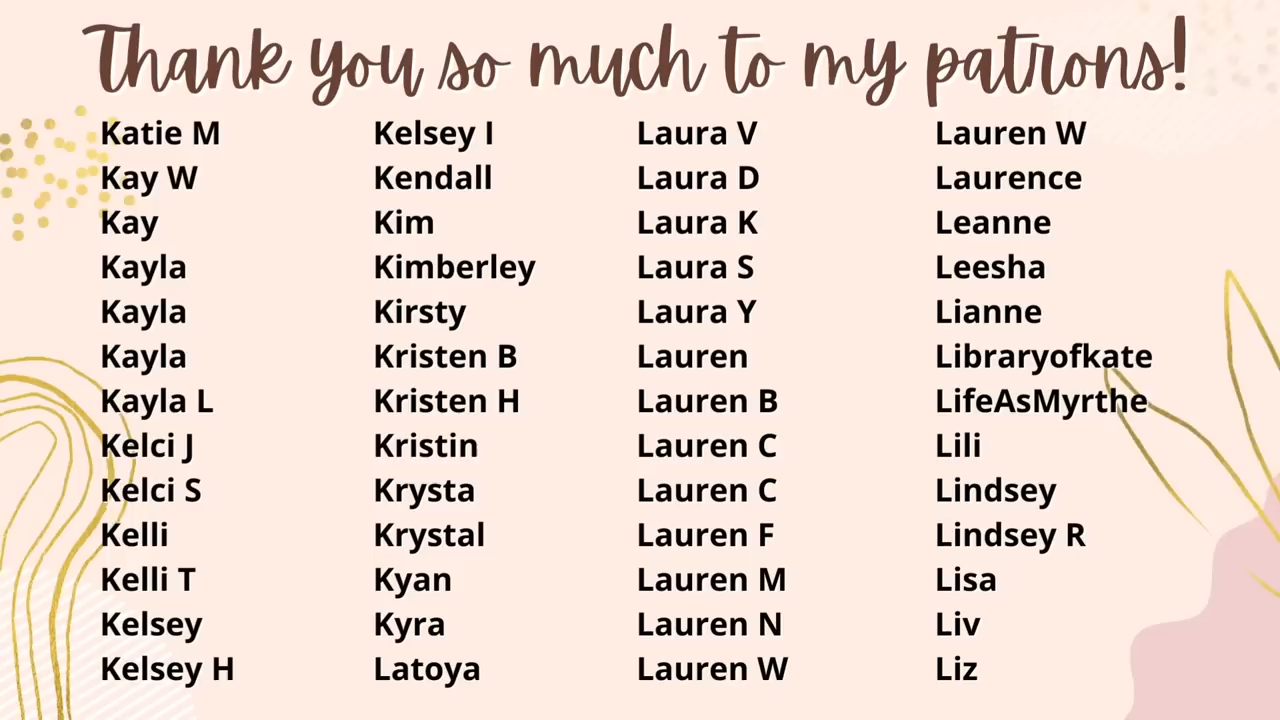 Thank you so much to my patrons!
Katie M
Kay W
Kay
Kayla
Kayla
Kayla
Kayla L
Kelci J
Kelci S
Kelli
Kelli T
Kelsey
Kelsey H
Kelsey I
Kendall
Kim
Kimberley
Kirsty
Kristen B
Kristen H
Kristin
Krysta
Krystal
Kyan
Kyra
Latoya
Laura V
Laura D
Laura K
Laura S
Laura Y
Lauren
Lauren B
Lauren C
Lauren C
Lauren F
Lauren M
Lauren N
Lauren W
Lauren W
Laurence
Leanne
Leesha
Lianne
Libraryofkate
LifeAsMyrthe
Lili
Lindsey
Lindsey R
Lisa
Liv
Liz